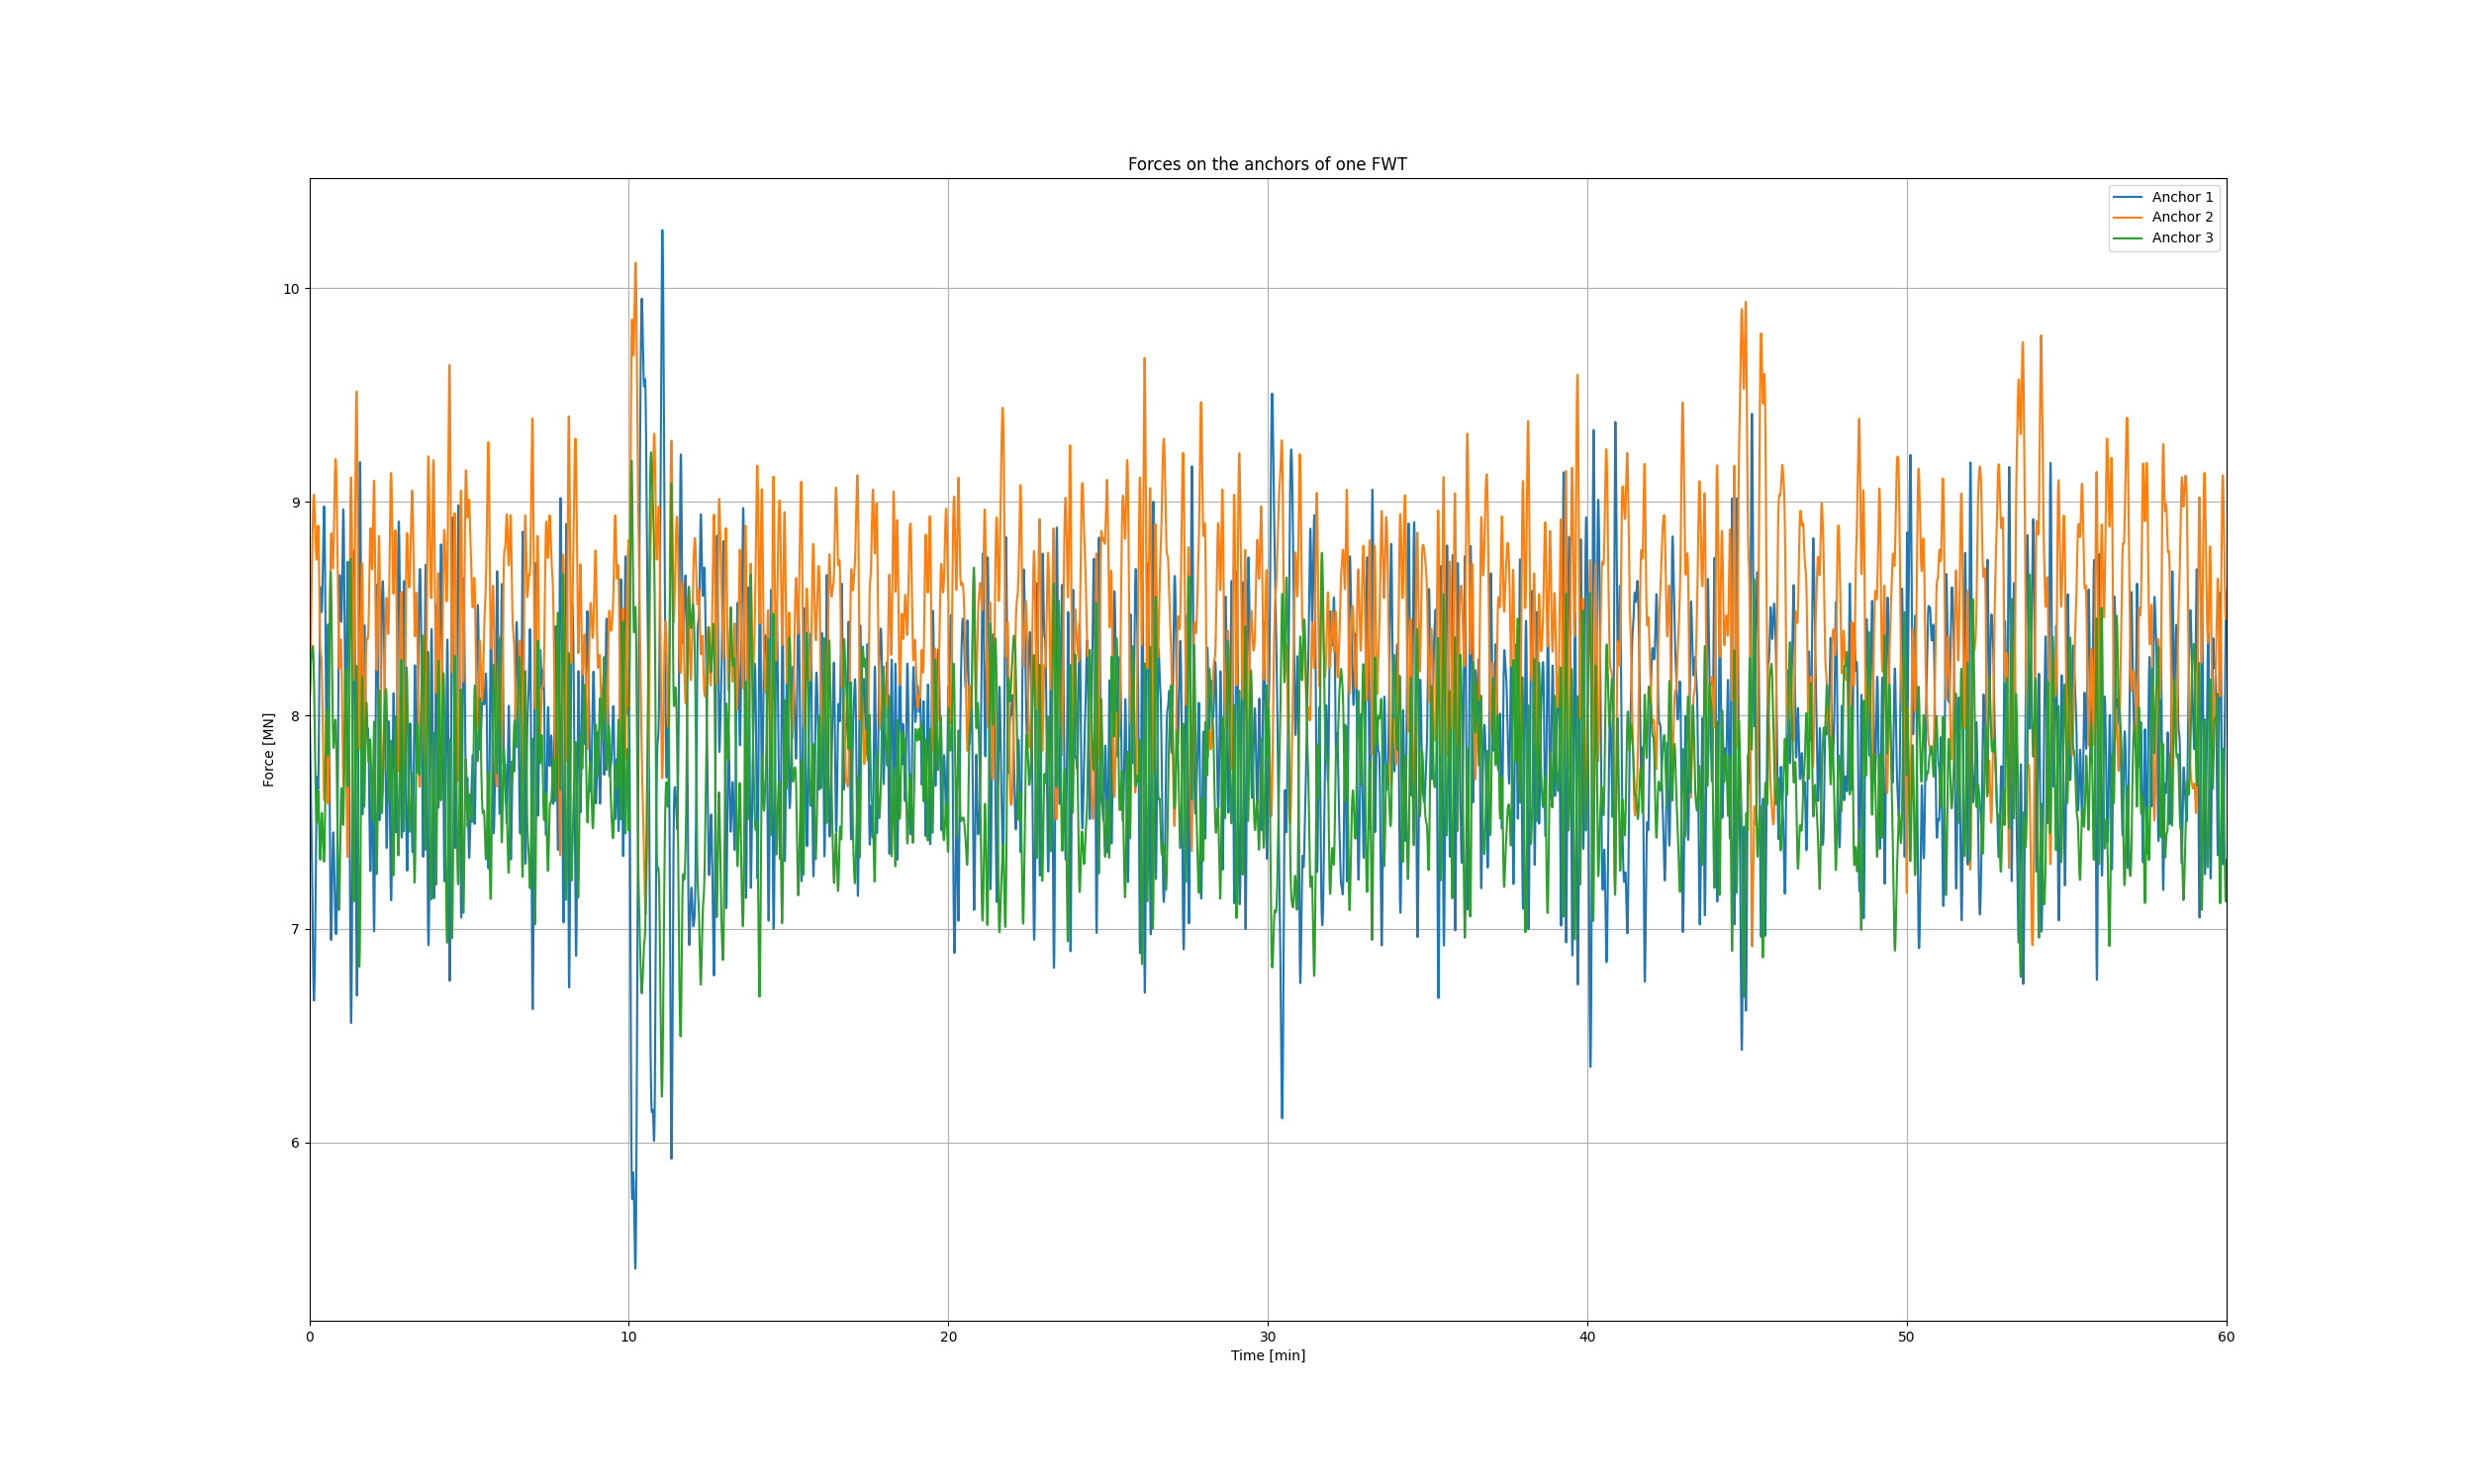 Forces on the anchors of one FWT
Anchor 1
Anchor 2
Anchor 3
Force [MN]
10
9
8
7
6
0 10 20 30 40 50 60
Time [min]